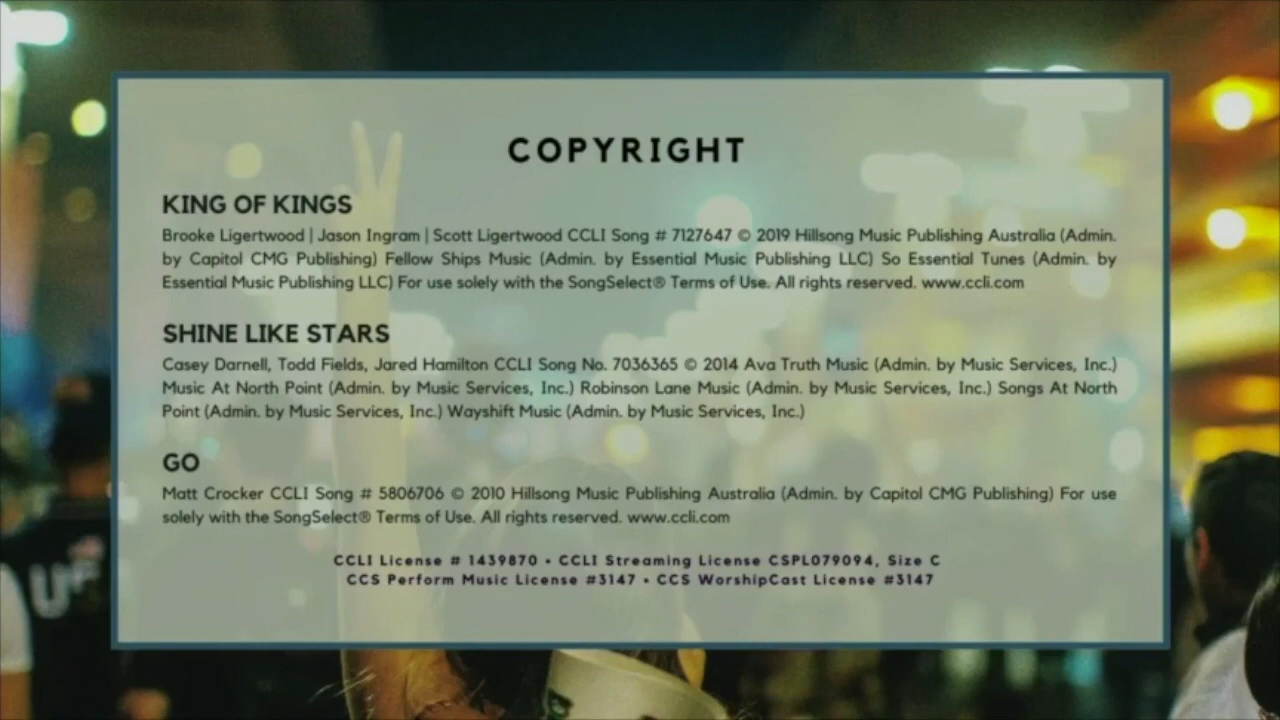 COPYRIGHT
KING OF KINGS
Brooke Ligertwood | Jason Ingram | Scott Ligertwood CCLI Song # 7127647 © 2019 Hillsong Music Publishing Australia (Admin.
by Capitol CMG Publishing) Fellow Ships Music (Admin. by Essential Music Publishing LLC) So Essential Tunes (Admin. by
Essential Music Publishing LLC) For use solely with the SongSelect® Terms of Use. All rights reserved. www.ccli.com
SHINE LIKE STARS
Casey Darnell, Todd Fields, Jared Hamilton CCLI Song No. 7036365 © 2014 Ava Truth Music (Admin. by Music Services, Inc.)
Music At North Point (Admin. by Music Services, Inc.) Robinson Lane Music (Admin. by Music Services, Inc.) Songs At North
Point (Admin. by Music Services, Inc.) Wayshift Music (Admin. by Music Services, Inc.)
GO
Matt Crocker CCLI Song # 5806706 © 2010 Hillsong Music Publishing Australia (Admin. by Capitol CMG Publishing) For use
solely with the SongSelect® Terms of Use. All rights reserved. www.ccli.com
CCLI License # 1439870 • CCLI Streaming License CSPL079094, Size C
CCS Perform Music License #3147 • CCS WorshipCast License #3147